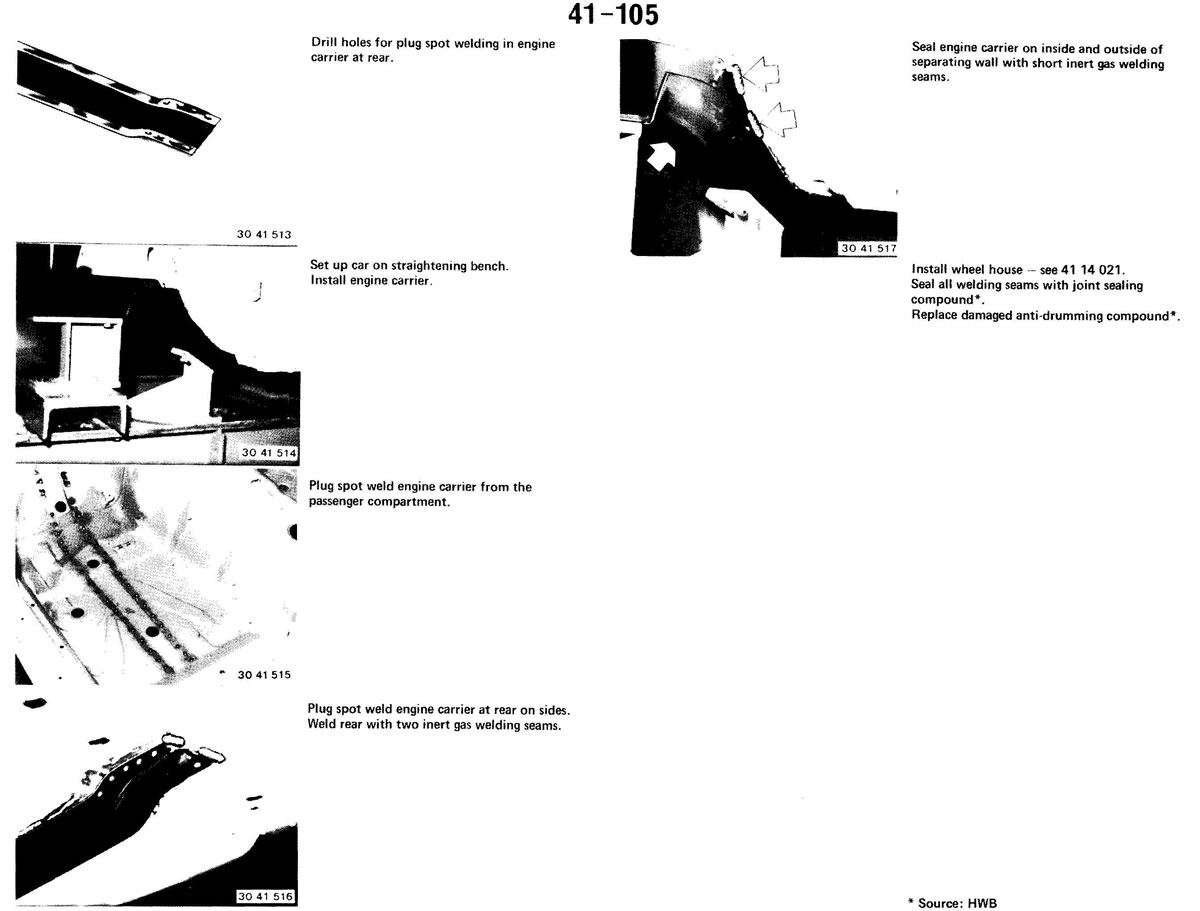 41-105
Drill holes for plug spot welding in engine
carrier at rear.
30 41 513
Set up car on straightening bench.
Install engine carrier.
30 41 514
Plug spot weld engine carrier from the
passenger compartment.
30 41 515
Plug spot weld engine carrier at rear on sides.
Weld rear with two inert gas welding seams.
30 41 516
Seal engine carrier on inside and outside of
separating wall with short inert gas welding
seams.
30 41 517
Install wheel house – see 41 14 021.
Seal all welding seams with joint sealing
compound*.
Replace damaged anti-drumming compound*.
* Source: HWB